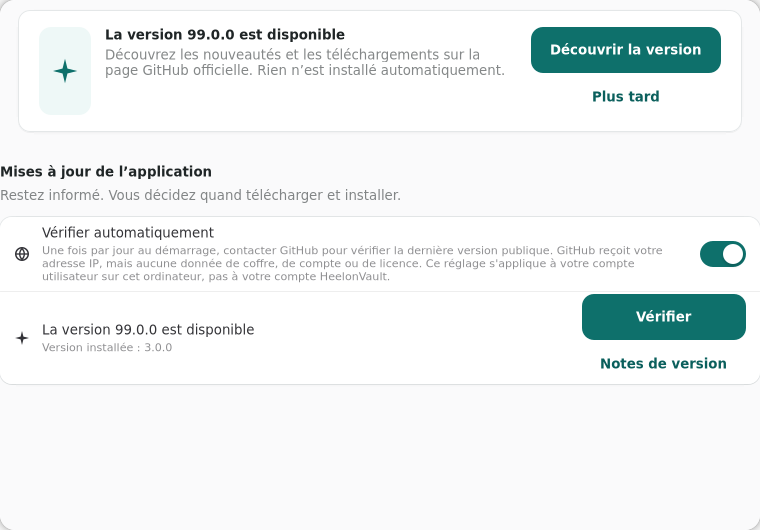 La version 99.0.0 est disponible
Découvrez les nouveautés et les téléchargements sur la
page GitHub officielle. Rien n’est installé automatiquement.
Découvrir la version
Plus tard
Mises à jour de l’application
Restez informé. Vous décidez quand télécharger et installer.
Vérifier automatiquement
Une fois par jour au démarrage, contacter GitHub pour vérifier la dernière version publique. GitHub reçoit votre
adresse IP, mais aucune donnée de coffre, de compte ou de licence. Ce réglage s'applique à votre compte
utilisateur sur cet ordinateur, pas à votre compte HeelonVault.
La version 99.0.0 est disponible
Version installée : 3.0.0
Vérifier
Notes de version